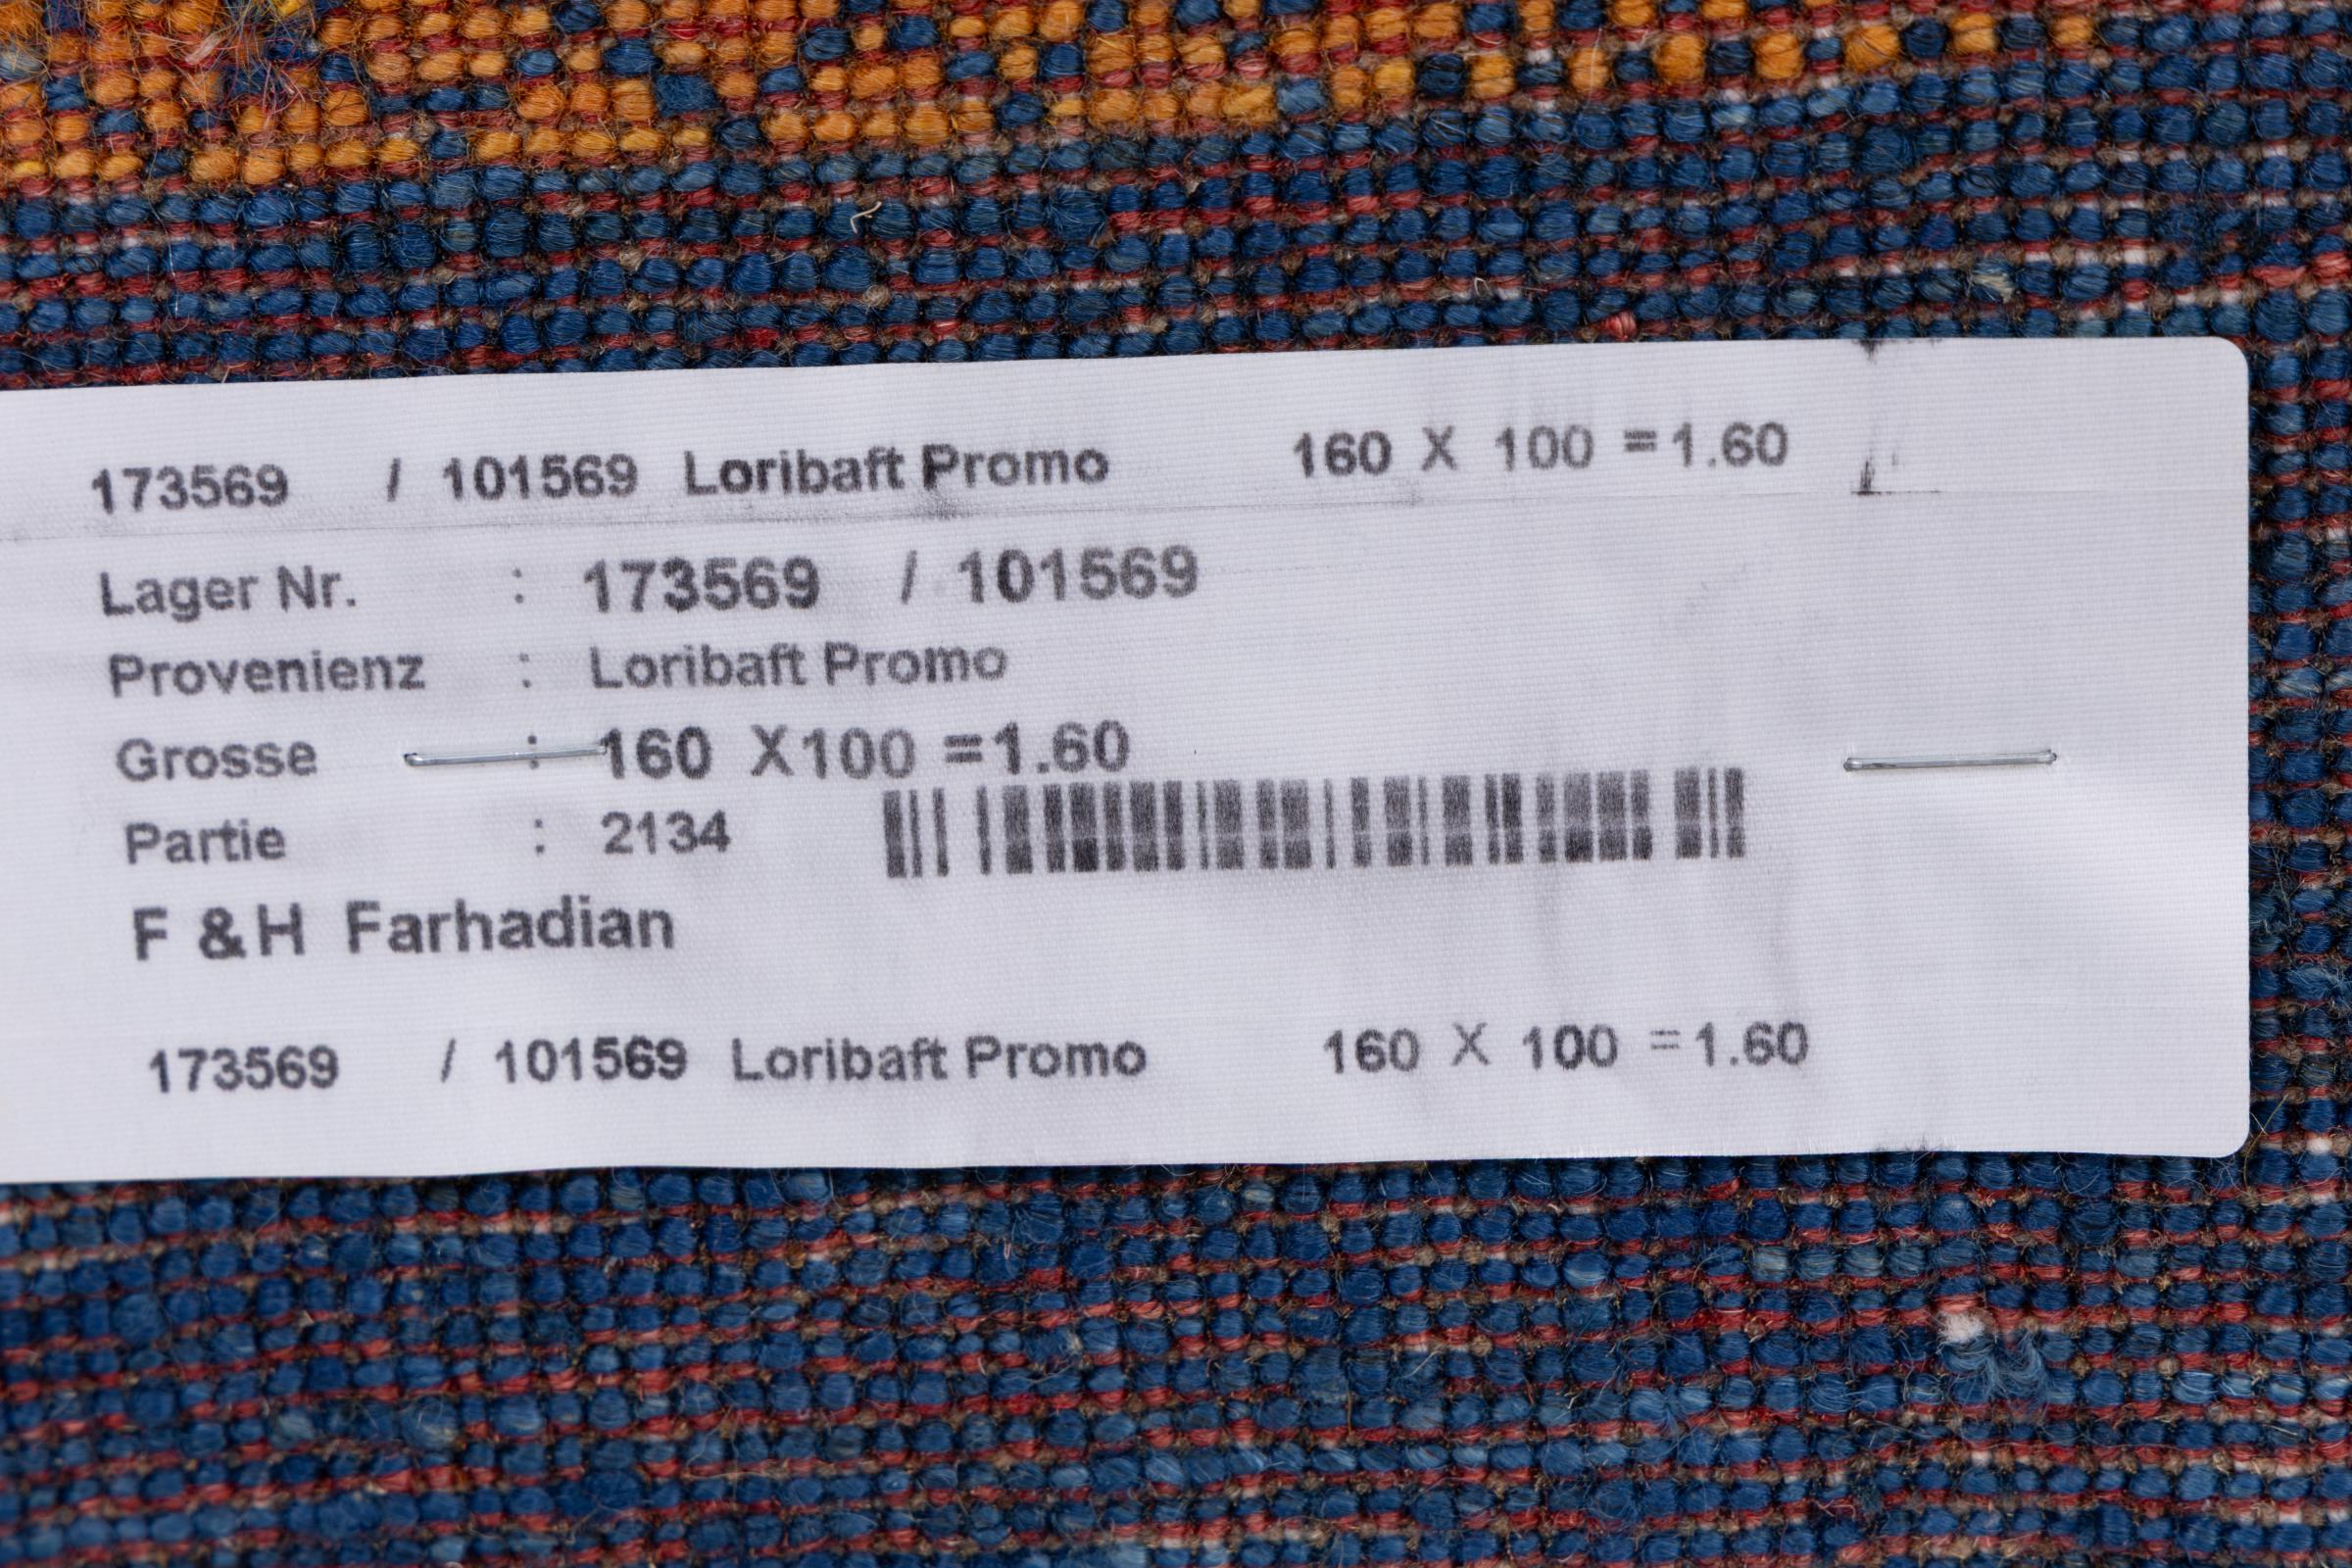 173569 / 101569 Loribaft Promo 160 X 100 =1.60
Lager Nr. : 173569 / 101569
Provenienz : Loribaft Promo
Grosse : 160 X100 =1.60
Partie : 2134
F &H Farhadian
173569 / 101569 Loribaft Promo 160 X 100 =1.60